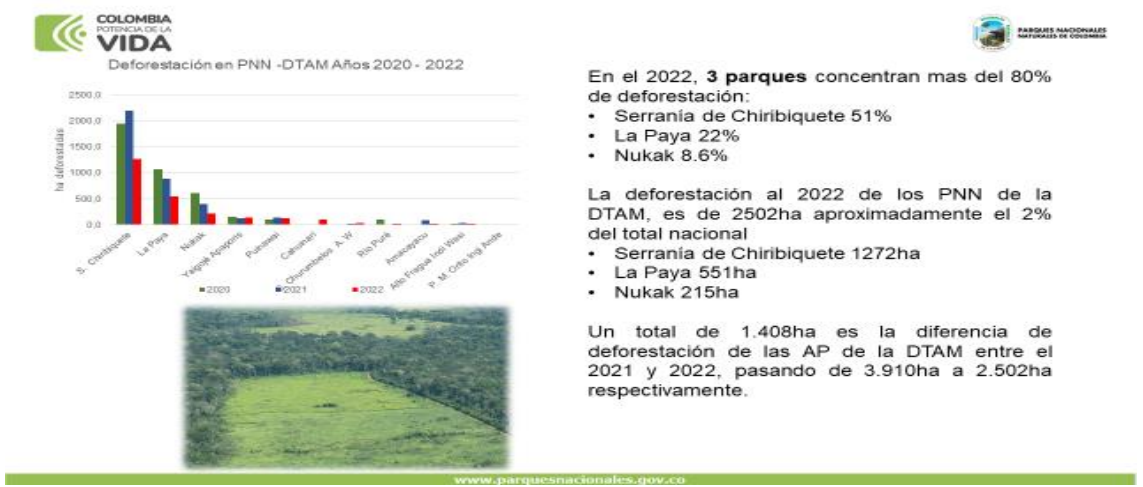 COLOMBIA
POTENCIA DE LA
VIDA
PARQUES NACIONALES
NATURALES DE COLOMBIA
Deforestación en PNN -DTAM Años 2020 - 2022
ha deforestadas
2500,0
2000,0
1500,0
1000,0
500,0
0,0
S. Chiribiquete
La Paya
Nukak
Yaigojé Apaporis
Puinawai
Cahuinarí
Churumbelos A. W
Río Puré
Amacayacu
Alto Fragua Indi Wasi
P. M. Orito Ing Ande
2020
2021
2022
En el 2022, 3 parques concentran mas del 80%
de deforestación:
• Serranía de Chiribiquete 51%
• La Paya 22%
• Nukak 8.6%
La deforestación al 2022 de los PNN de la
DTAM, es de 2502ha aproximadamente el 2%
del total nacional
• Serranía de Chiribiquete 1272ha
• La Paya 551ha
• Nukak 215ha
Un total de 1.408ha es la diferencia de
deforestación de las AP de la DTAM entre el
2021 y 2022, pasando de 3.910ha a 2.502ha
respectivamente.
www.parquesnacionales.gov.co